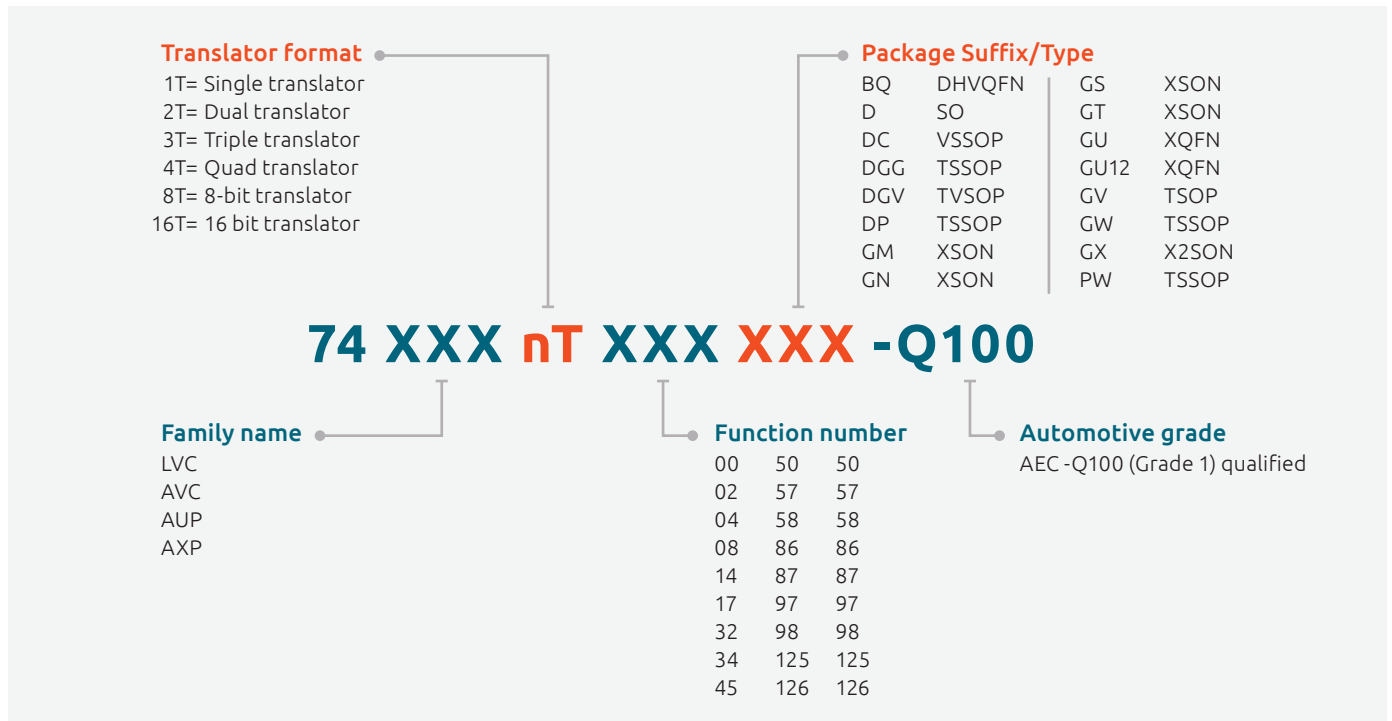 Translator format
1T= Single translator
2T= Dual translator
3T= Triple translator
4T= Quad translator
8T= 8-bit translator
16T= 16 bit translator
Package Suffix/Type
BQ DHVQFN GS XSON
D SO GT XSON
DC VSSOP GU XQFN
DGG TSSOP GU12 XQFN
DGV TVSOP GV TSOP
DP TSSOP GW TSSOP
GM XSON GX X2SON
GN XSON PW TSSOP
74 XXX nT XXX XXX -Q100
Family name
LVC
AVC
AUP
AXP
Function number
00 50 50
02 57 57
04 58 58
08 86 86
14 87 87
17 97 97
32 98 98
34 125 125
45 126 126
Automotive grade
AEC -Q100 (Grade 1) qualified